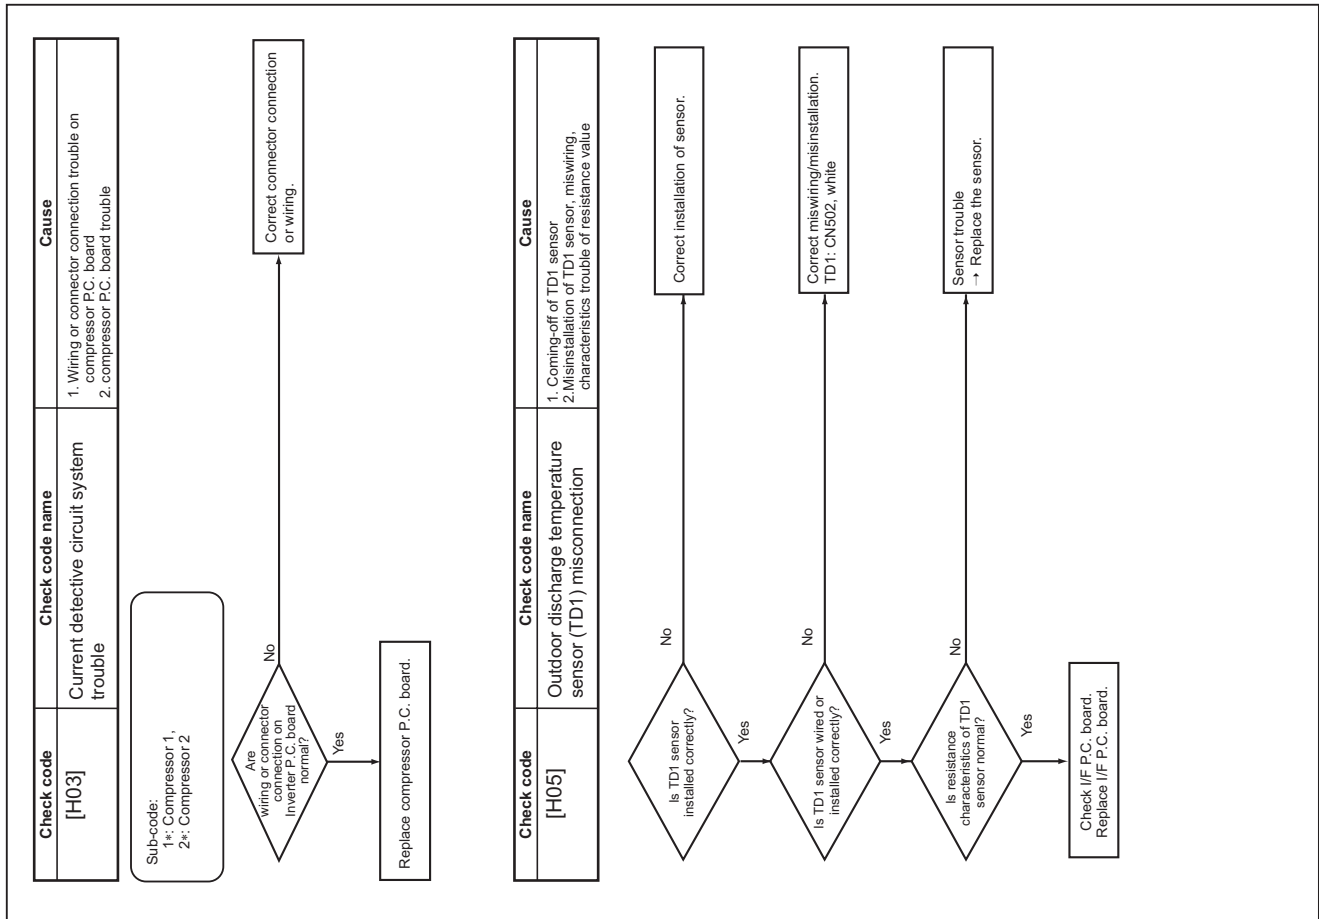 Check code
Check code name
Cause
[H03]
Current detective circuit system
trouble
1. Wiring or connector connection trouble on
compressor P.C. board
2. compressor P.C. board trouble
Sub-code:
1*: Compressor 1,
2*: Compressor 2
Are
wiring or connector
connection on
Inverter P.C. board
normal?
No
Correct connector connection
or wiring.
Yes
Replace compressor P.C. board.
Check code
Check code name
Cause
[H05]
Outdoor discharge temperature
sensor (TD1) misconnection
1. Coming-off of TD1 sensor
2.Misinstallation of TD1 sensor, miswiring,
characteristics trouble of resistance value
Is TD1 sensor
installed correctly?
No
Correct installation of sensor.
Yes
Is TD1 sensor wired or
installed correctly?
No
Correct miswiring/misinstallation.
TD1: CN502, white
Yes
Is resistance
characteristics of TD1
sensor normal?
No
Sensor trouble
→ Replace the sensor.
Yes
Check I/F P.C. board.
Replace I/F P.C. board.